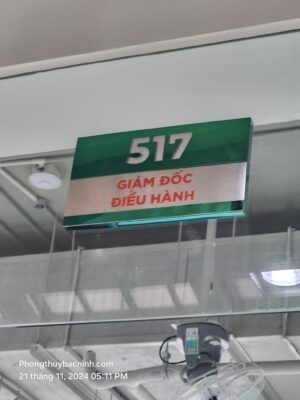 517
GIÁM ĐỐC
ĐIỀU HÀNH
Phongthuybacninh.com
21 tháng 11, 2024 05:11 PM